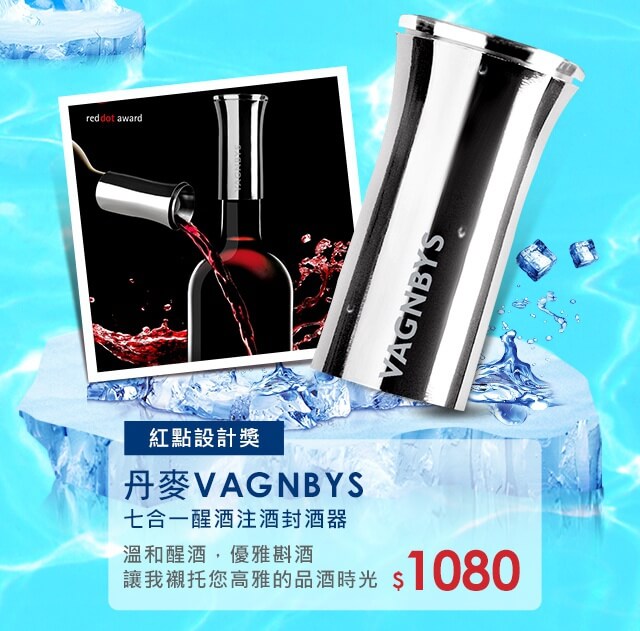 reddot award
VAGNBYS
VAGNBYS
紅點設計獎
丹麥VAGNBYS
七合一醒酒注酒封酒器
溫和醒酒．優雅斟酒
讓我襯托您高雅的品酒時光 $1080